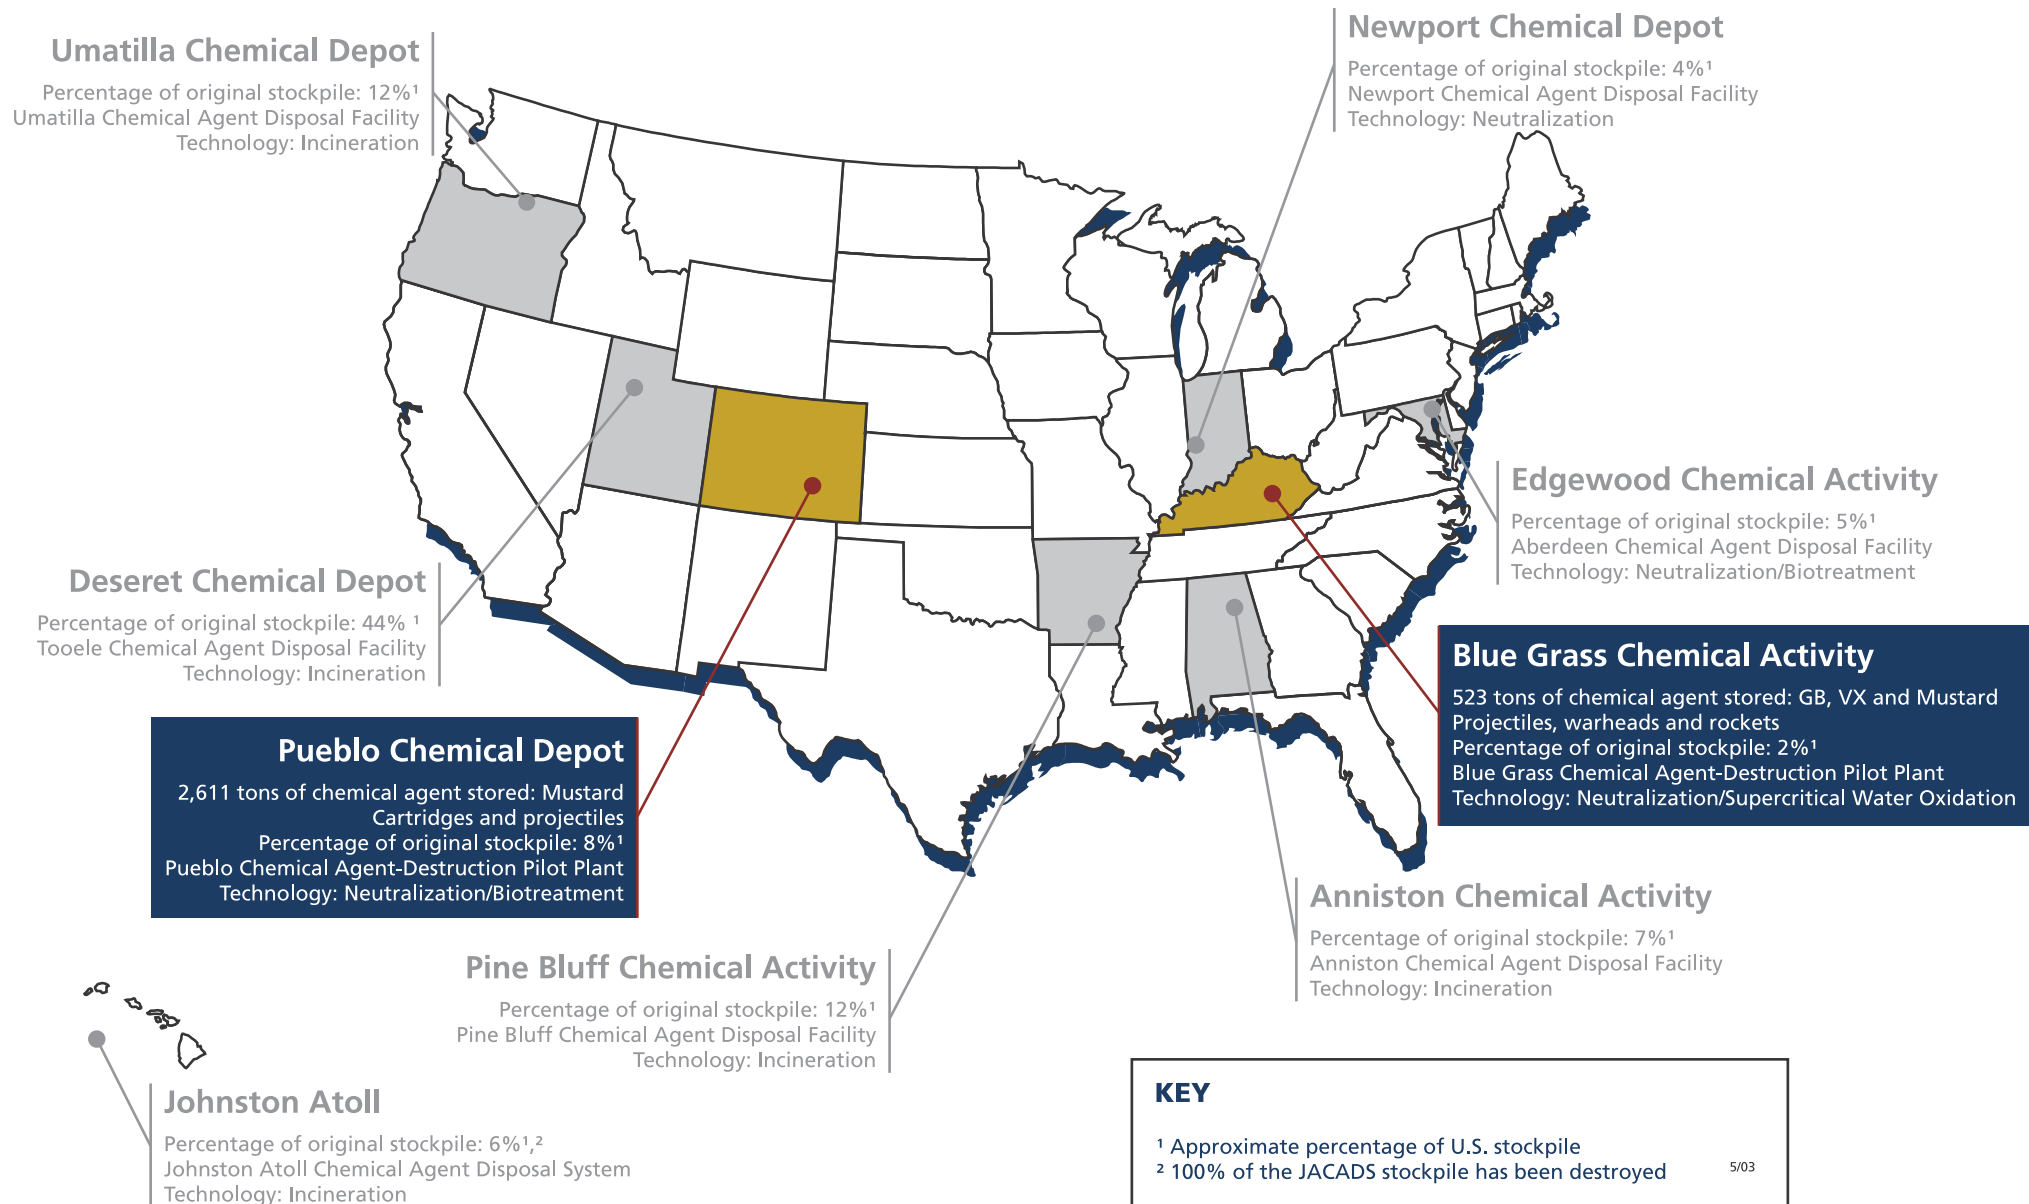 Umatilla Chemical Depot
Percentage of original stockpile: 12%¹
Umatilla Chemical Agent Disposal Facility
Technology: Incineration
Newport Chemical Depot
Percentage of original stockpile: 4%¹
Newport Chemical Agent Disposal Facility
Technology: Neutralization
Edgewood Chemical Activity
Percentage of original stockpile: 5%¹
Aberdeen Chemical Agent Disposal Facility
Technology: Neutralization/Biotreatment
Deseret Chemical Depot
Percentage of original stockpile: 44% ¹
Tooele Chemical Agent Disposal Facility
Technology: Incineration
Blue Grass Chemical Activity
523 tons of chemical agent stored: GB, VX and Mustard
Projectiles, warheads and rockets
Percentage of original stockpile: 2%¹
Blue Grass Chemical Agent-Destruction Pilot Plant
Technology: Neutralization/Supercritical Water Oxidation
Pueblo Chemical Depot
2,611 tons of chemical agent stored: Mustard
Cartridges and projectiles
Percentage of original stockpile: 8%¹
Pueblo Chemical Agent-Destruction Pilot Plant
Technology: Neutralization/Biotreatment
Anniston Chemical Activity
Percentage of original stockpile: 7%¹
Anniston Chemical Agent Disposal Facility
Technology: Incineration
Pine Bluff Chemical Activity
Percentage of original stockpile: 12%¹
Pine Bluff Chemical Agent Disposal Facility
Technology: Incineration
Johnston Atoll
Percentage of original stockpile: 6%¹,²
Johnston Atoll Chemical Agent Disposal System
Technology: Incineration
KEY
¹ Approximate percentage of U.S. stockpile
² 100% of the JACADS stockpile has been destroyed
5/03